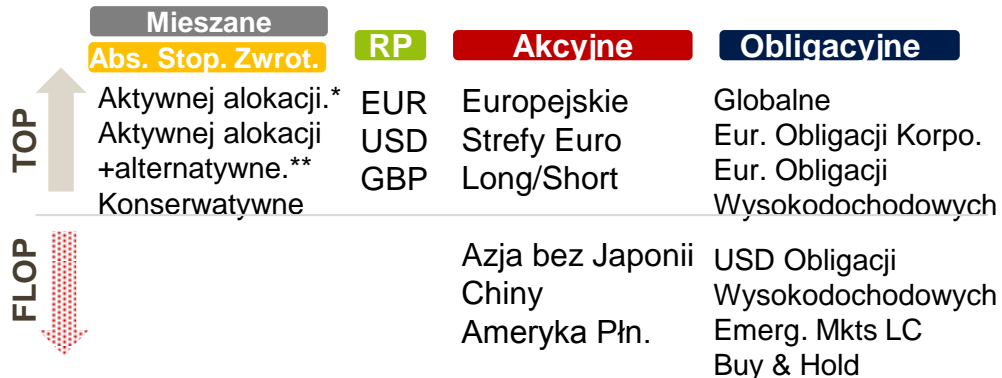 Mieszane
Abs. Stop. Zwrot.
RP
Akcyjne
Obligacyjne
TOP
Aktywnej alokacji.*
Aktywnej alokacji
+alternatywne.**
Konserwatywne
EUR
USD
GBP
Europejskie
Strefy Euro
Long/Short
Globalne
Eur. Obligacji Korpo.
Eur. Obligacji
Wysokodochodowych
FLOP
Azja bez Japonii
Chiny
Ameryka Płn.
USD Obligacji
Wysokodochodowych
Emerg. Mkts LC
Buy & Hold